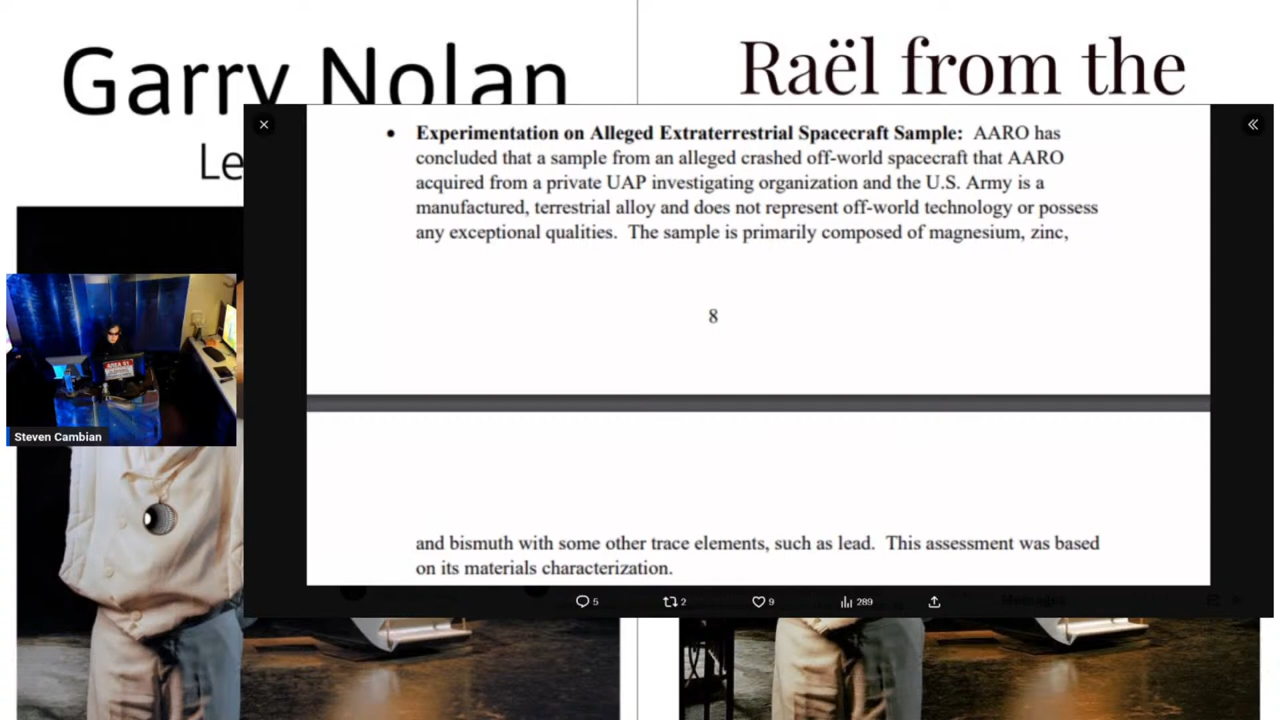 Garry Nolan
Raël from the
Le
• Experimentation on Alleged Extraterrestrial Spacecraft Sample: AARO has
concluded that a sample from an alleged crashed off-world spacecraft that AARO
acquired from a private UAP investigating organization and the U.S. Army is a
manufactured, terrestrial alloy and does not represent off-world technology or possess
any exceptional qualities. The sample is primarily composed of magnesium, zinc,
8
and bismuth with some other trace elements, such as lead. This assessment was based
on its materials characterization.
AREA 51
Steven Cambian
5 2 9 289
Messages